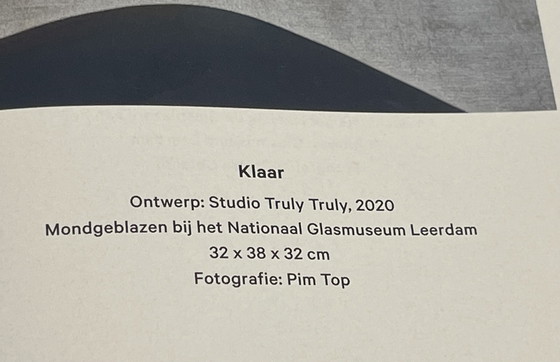 Klaar
Ontwerp: Studio Truly Truly, 2020
Mondgeblazen bij het Nationaal Glasmuseum Leerdam
32 x 38 x 32 cm
Fotografie: Pim Top